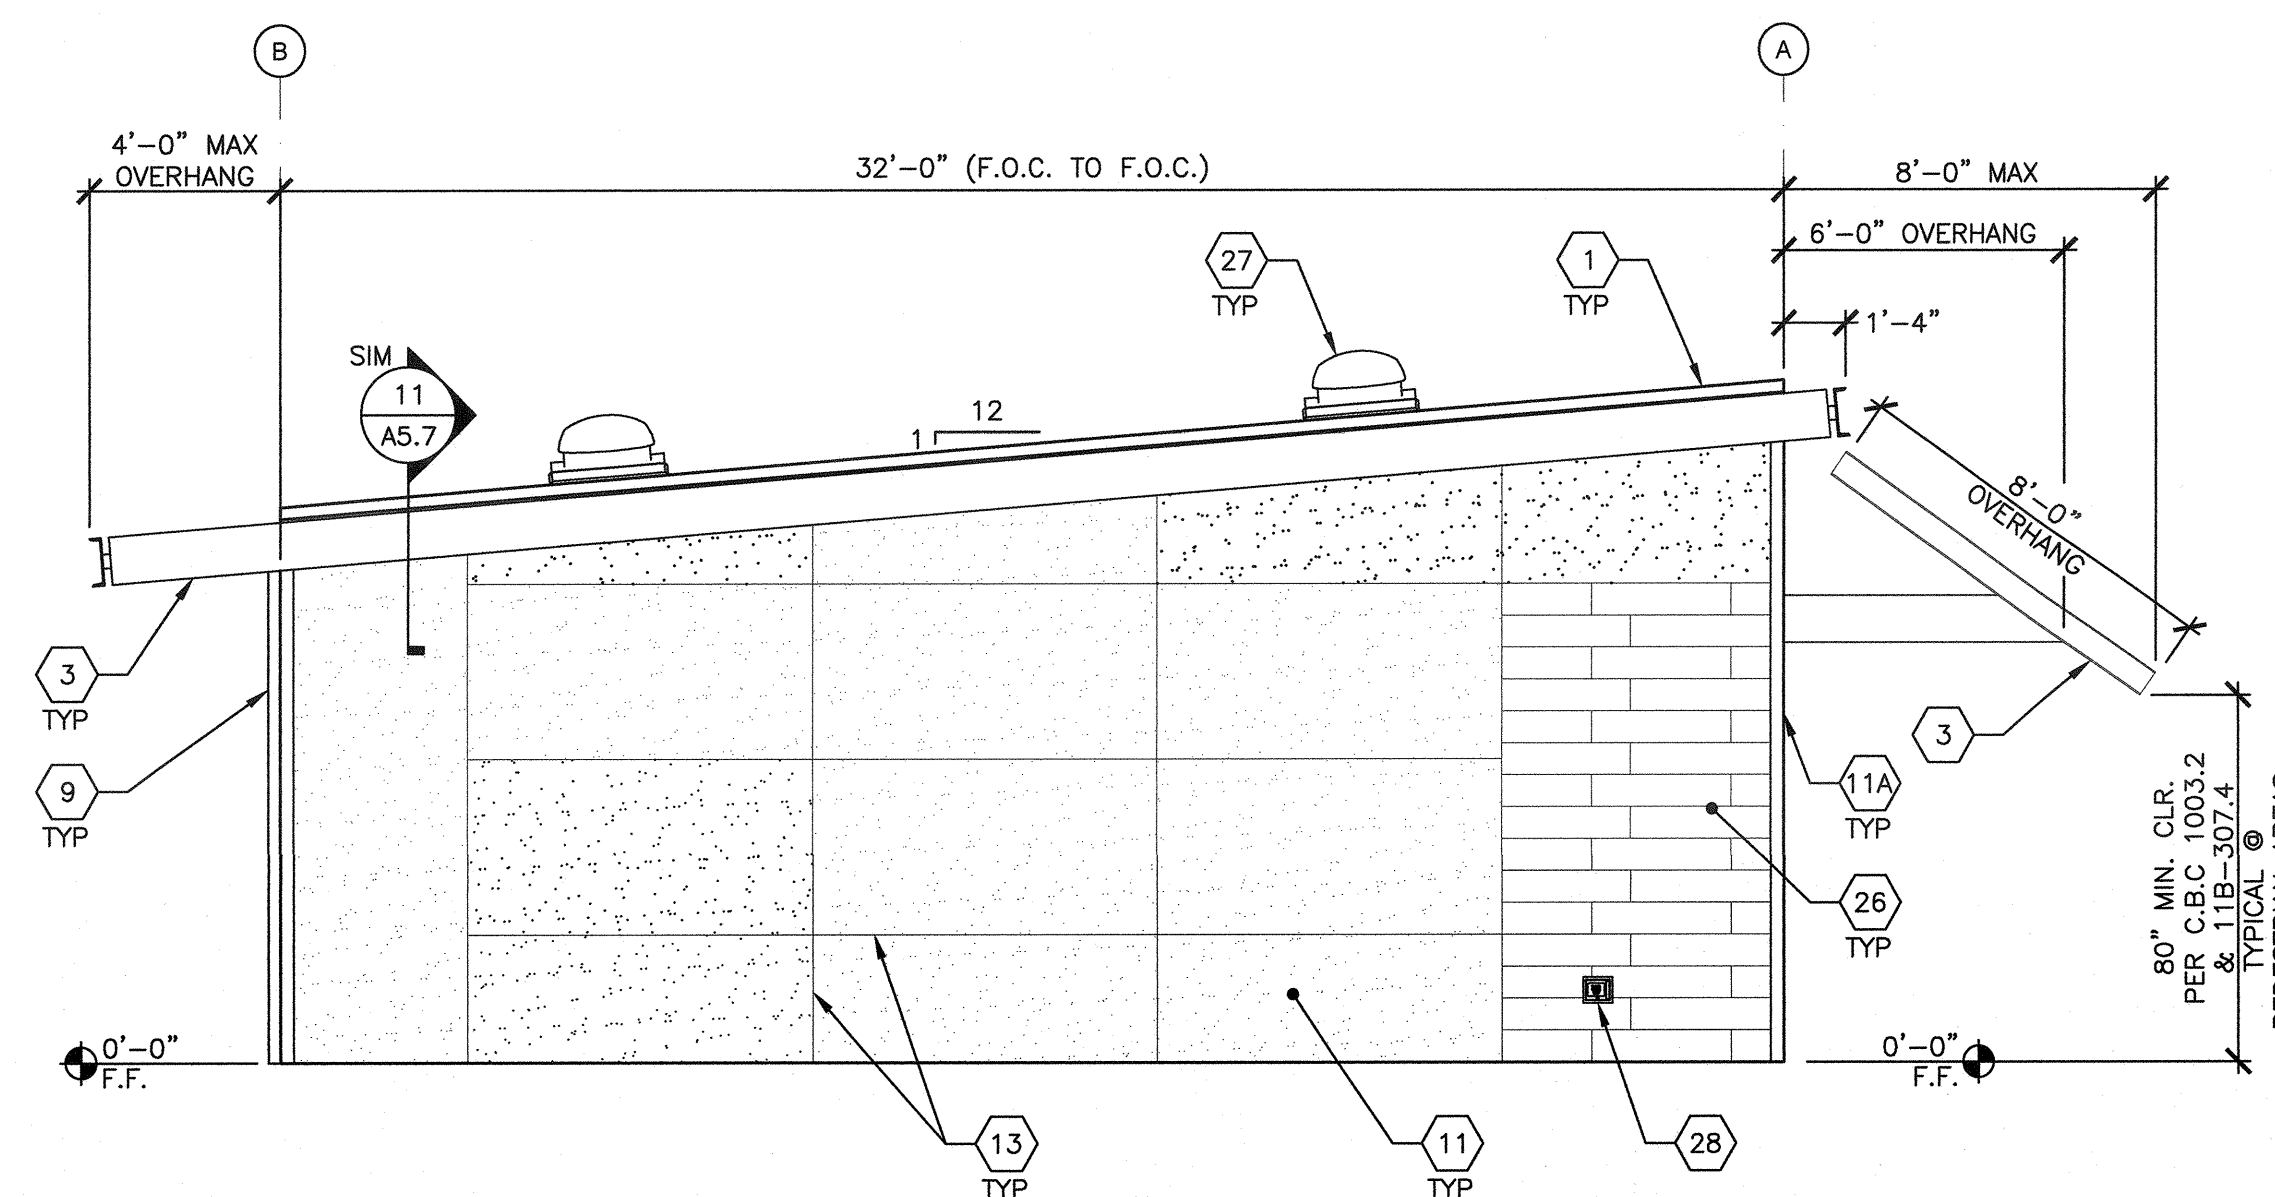 B
A
4'-0" MAX
OVERHANG
32'-0" (F.O.C. TO F.O.C.)
8'-0" MAX
6'-0" OVERHANG
1'-4"
27
TYP
1
TYP
SIM
11
A5.7
12
1
8'-0"
OVERHANG
3
TYP
9
TYP
3
11A
TYP
26
TYP
80" MIN. CLR.
PER C.B.C 1003.2
& 11B-307.4
TYPICAL @
0'-0"
F.F.
0'-0"
F.F.
13
TYP
11
TYP
28